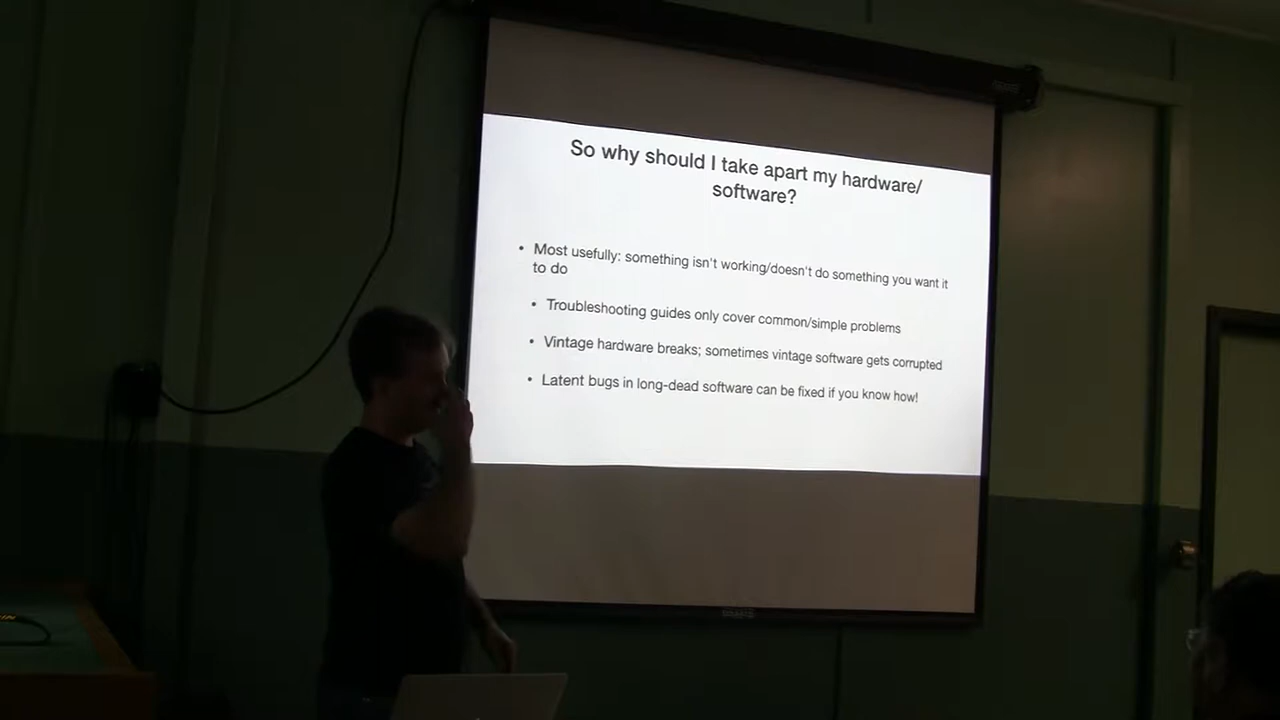 So why should I take apart my hardware/
software?
• Most usefully: something isn't working/doesn't do something you want it
to do
• Troubleshooting guides only cover common/simple problems
• Vintage hardware breaks; sometimes vintage software gets corrupted
• Latent bugs in long-dead software can be fixed if you know how!